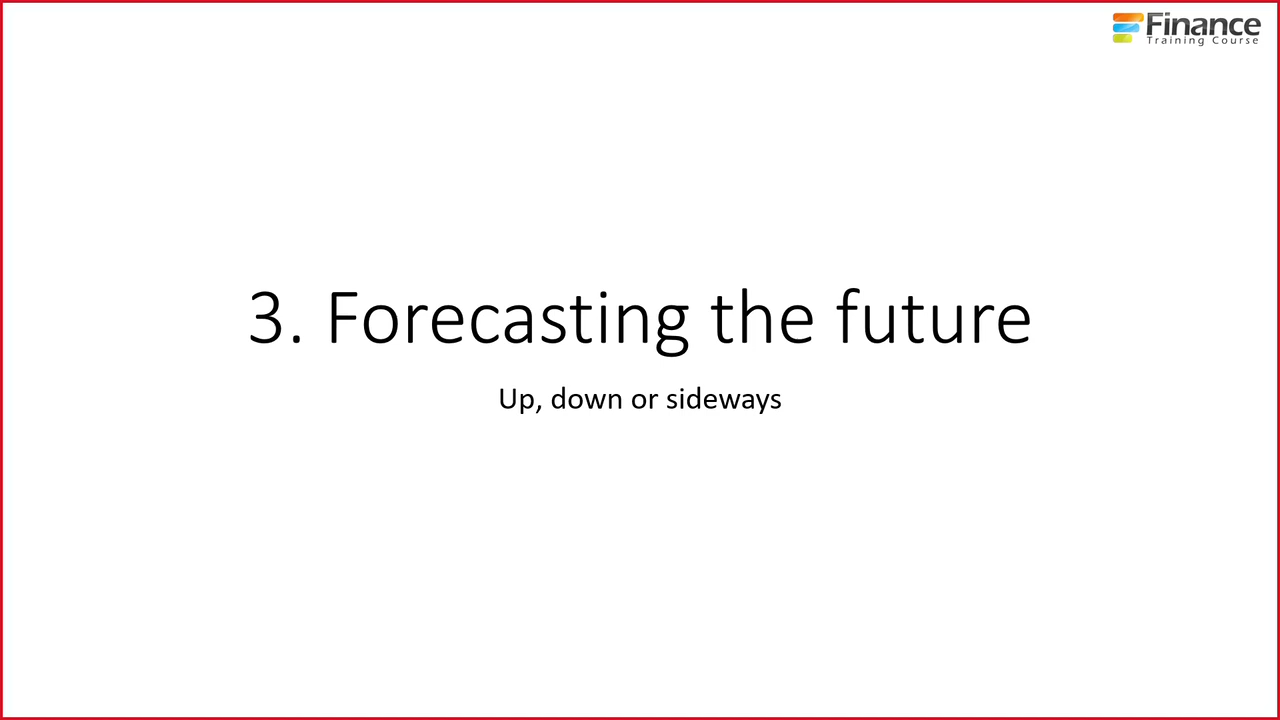 Finance
Training Course
3. Forecasting the future
Up, down or sideways